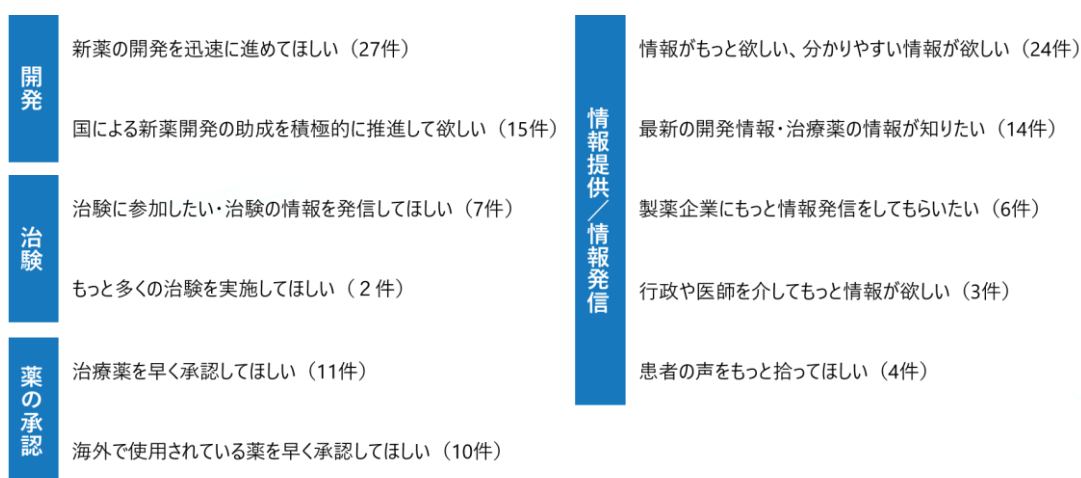 開発
新薬の開発を迅速に進めてほしい（27件）
国による新薬開発の助成を積極的に推進して欲しい（15件）
治験
治験に参加したい・治験の情報を発信してほしい（7件）
もっと多くの治験を実施してほしい（２件）
薬の承認
治療薬を早く承認してほしい（11件）
海外で使用されている薬を早く承認してほしい（10件）
情報提供／情報発信
情報がもっと欲しい、分かりやすい情報が欲しい（24件）
最新の開発情報・治療薬の情報が知りたい（14件）
製薬企業にもっと情報発信をしてもらいたい（6件）
行政や医師を介してもっと情報が欲しい（3件）
患者の声をもっと拾ってほしい（4件）